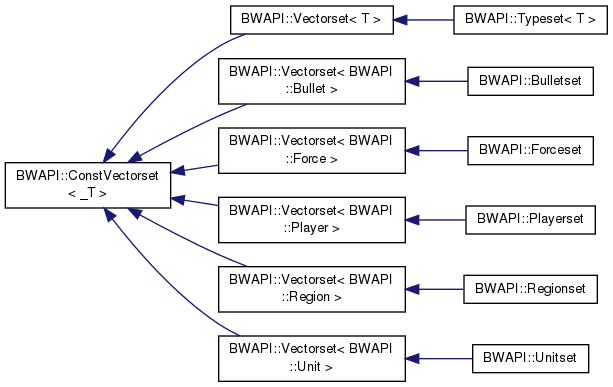 BWAPI::Vectorset< T >
BWAPI::Typeset< T >
BWAPI::Vectorset< BWAPI
::Bullet >
BWAPI::Bulletset
BWAPI::Vectorset< BWAPI
::Force >
BWAPI::Forceset
BWAPI::ConstVectorset
< _T >
BWAPI::Vectorset< BWAPI
::Player >
BWAPI::Playerset
BWAPI::Vectorset< BWAPI
::Region >
BWAPI::Regionset
BWAPI::Vectorset< BWAPI
::Unit >
BWAPI::Unitset